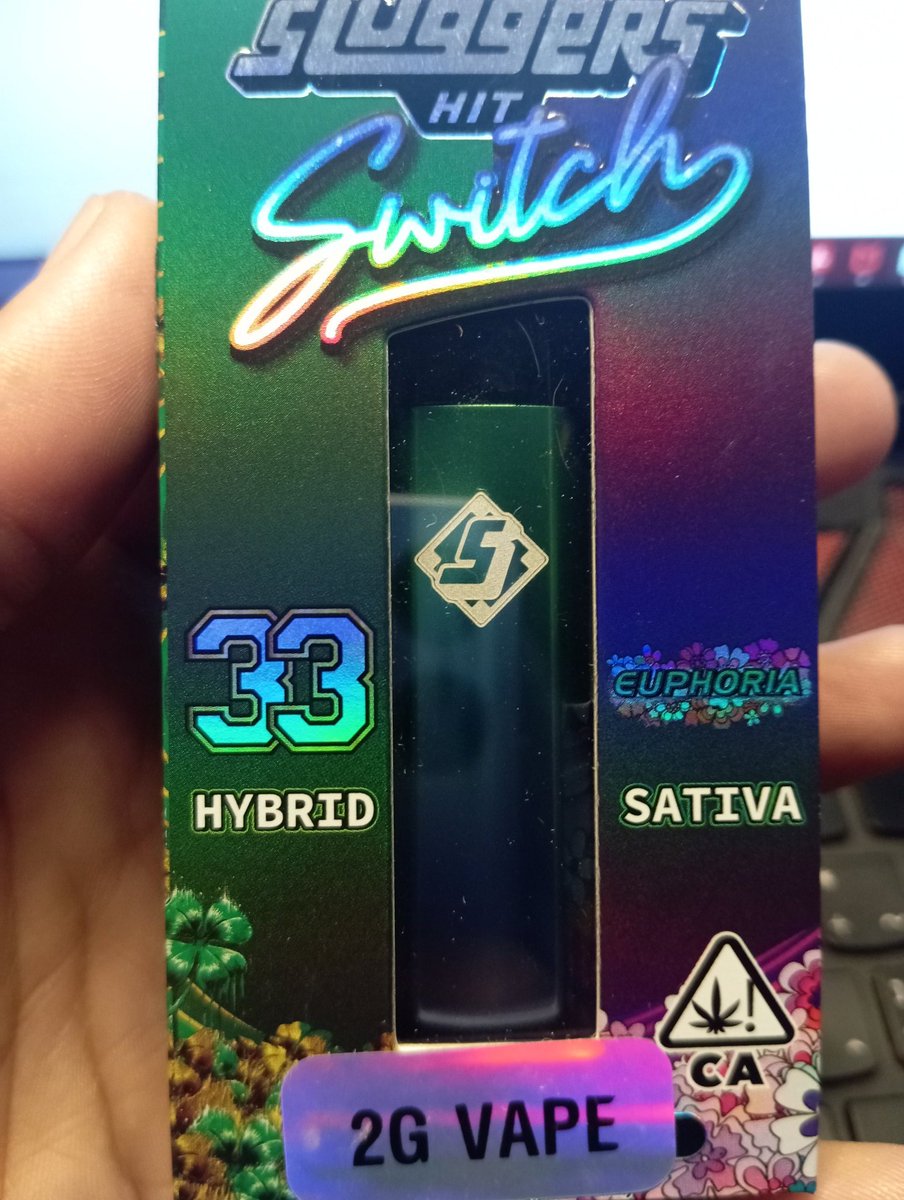 SLUGGERS
HIT
Switch
33
HYBRID
EUPHORIA
SATIVA
CA
2G VAPE